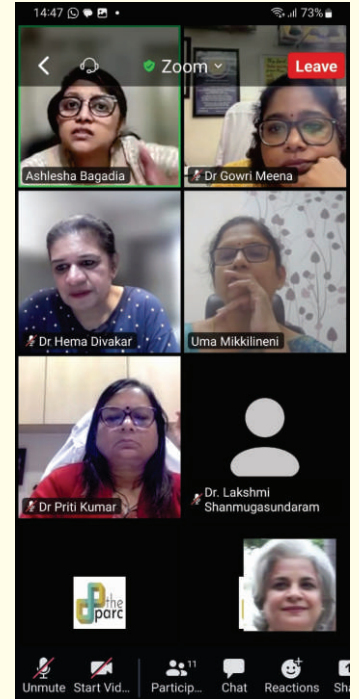 14:47
73%
Zoom
Leave
Ashlesha Bagadia
Dr Gowri Meena
Dr Hema Divakar
Uma Mikkilineni
Dr Priti Kumar
Dr. Lakshmi
Shanmugasundaram
the
parc
11
Unmute
Start Vid...
Particip...
Chat
Reactions
Sh